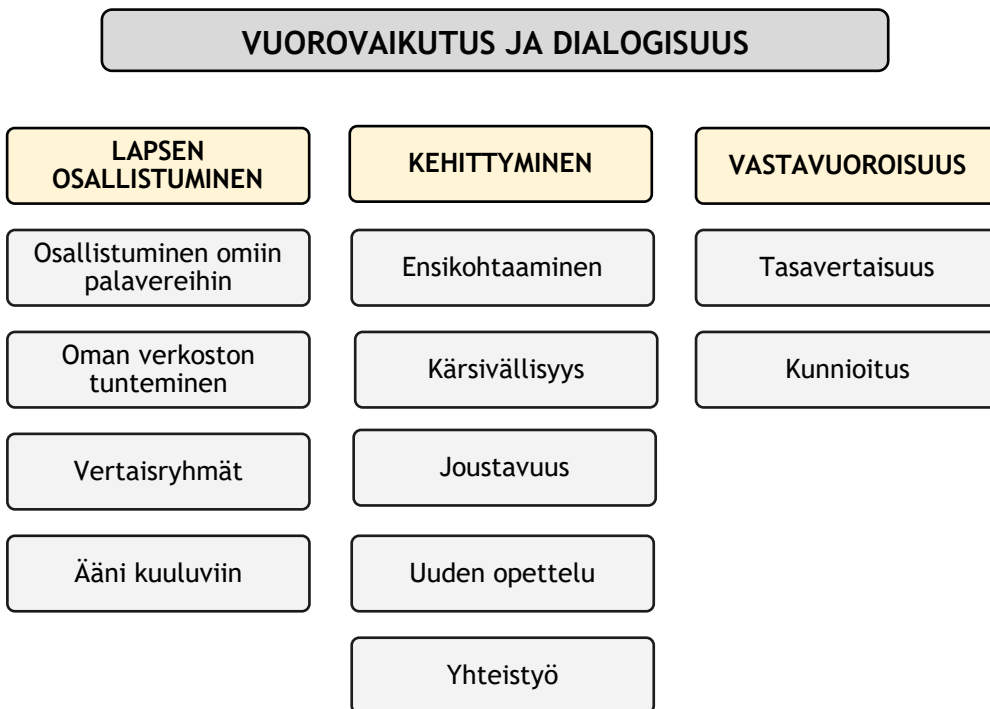 VUOROVAIKUTUS JA DIALOGISUUS
LAPSEN
OSALLISTUMINEN
Osallistuminen omiin
palavereihin
Oman verkoston
tunteminen
Vertaisryhmät
Ääni kuuluviin
KEHITTYMINEN
Ensikohtaaminen
Kärsivällisyys
Joustavuus
Uuden opettelu
Yhteistyö
VASTAVUOROISUUS
Tasavertaisuus
Kunnioitus